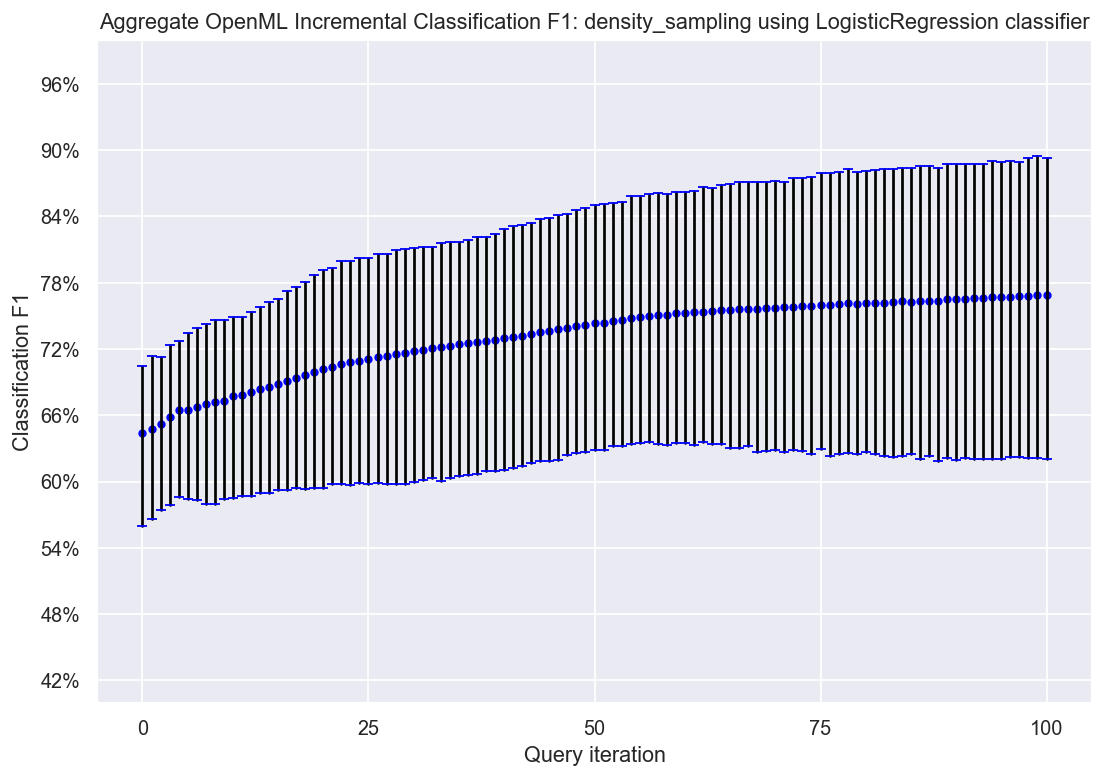 Aggregate OpenML Incremental Classification F1: density_sampling using LogisticRegression classifier
96%
90%
84%
78%
72%
66%
60%
54%
48%
42%
Classification F1
0 25 50 75 100
Query iteration